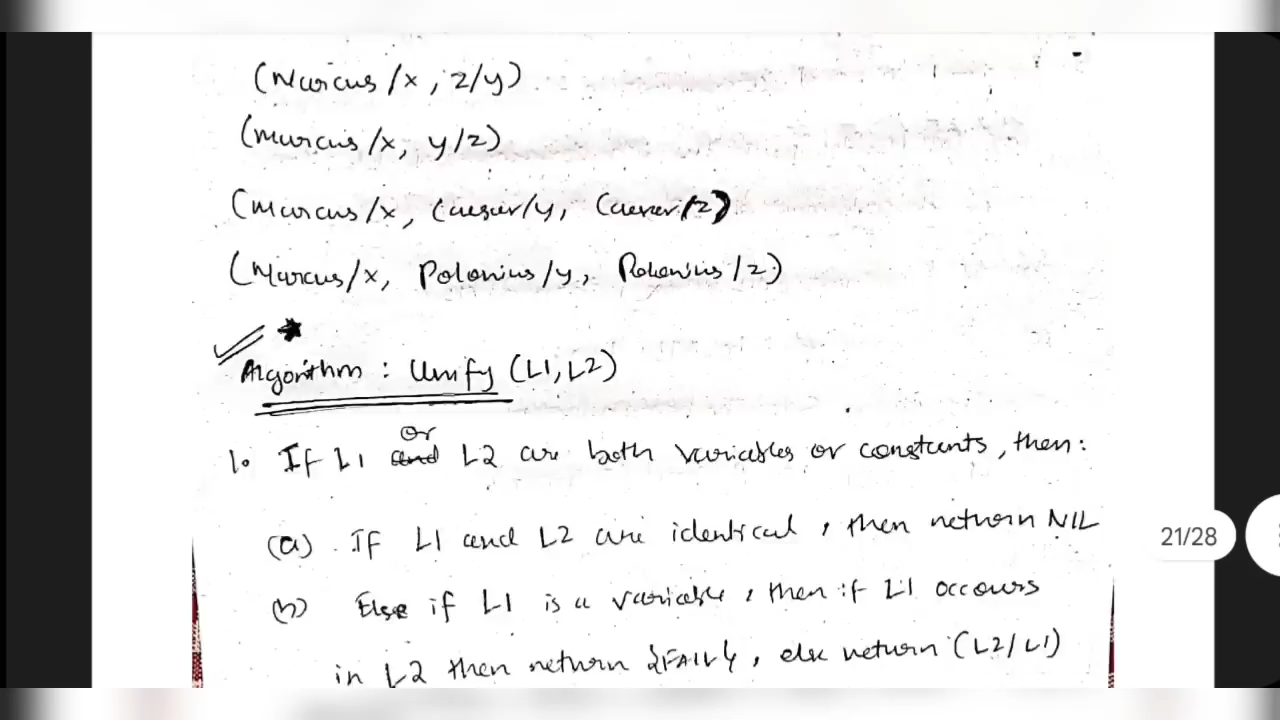 (Marcus/x, z/y)
(Marcus/x, y/z)
(Marcus/x, Caesar/y, Caesar/z)
(Marcus/x, Polonius/y, Polonius/z)
Algorithm : Unify (L1, L2)
or
1. If L1 and L2 are both variables or constants, then:
(a) If L1 and L2 are identical, then return NIL
(b) Else if L1 is a variable, then if L1 occours
in L2 then return {FAIL}, else return (L2/L1)
21/28